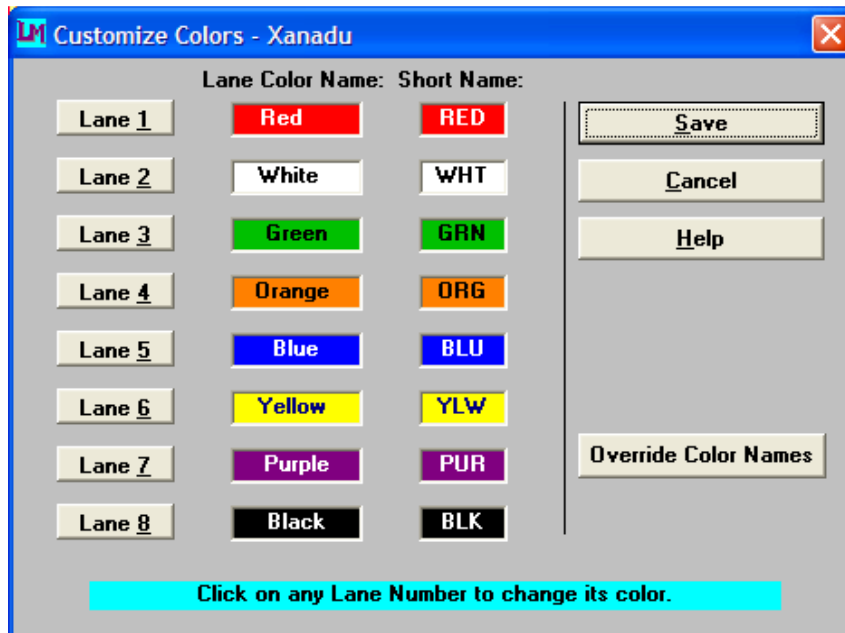 LM Customize Colors - Xanadu
Lane Color Name: Short Name:
Lane 1 Red RED Save
Lane 2 White WHT Cancel
Lane 3 Green GRN Help
Lane 4 Orange ORG
Lane 5 Blue BLU
Lane 6 Yellow YLW
Lane 7 Purple PUR Override Color Names
Lane 8 Black BLK
Click on any Lane Number to change its color.